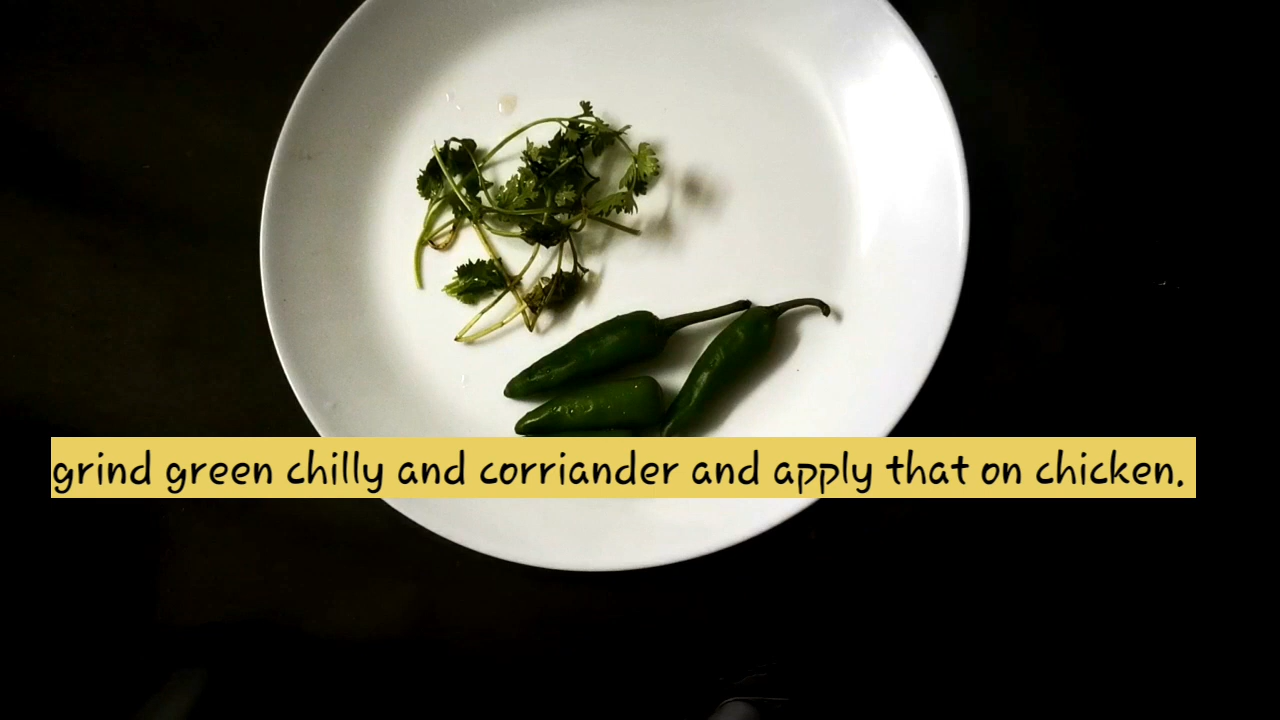 grind green chilly and corriander and apply that on chicken.